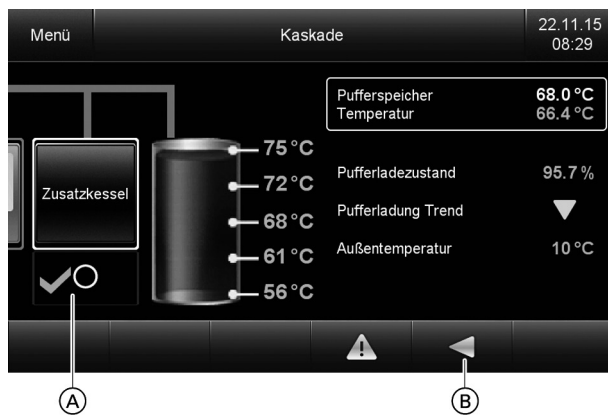 Menü
Kaskade
22.11.15
08:29
Pufferspeicher 68.0 °C
Temperatur 66.4 °C
75 °C
72 °C
68 °C
61 °C
56 °C
Zusatzkessel
Pufferladezustand 95.7 %
Pufferladung Trend
Außentemperatur 10 °C
A
B